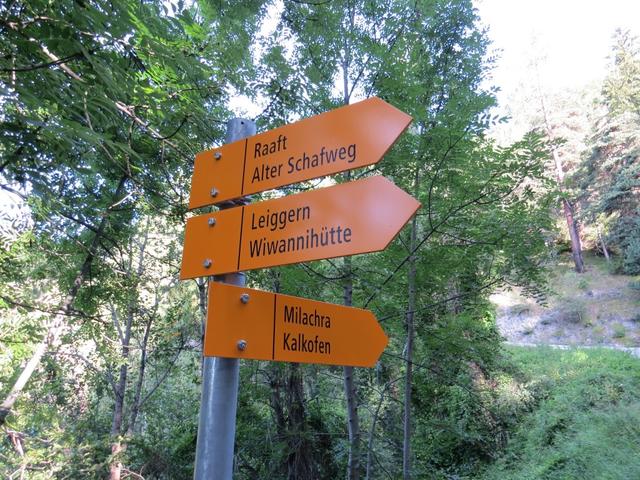 Raaft
Alter Schafweg
Leiggern
Wiwannihütte
Milachra
Kalkofen